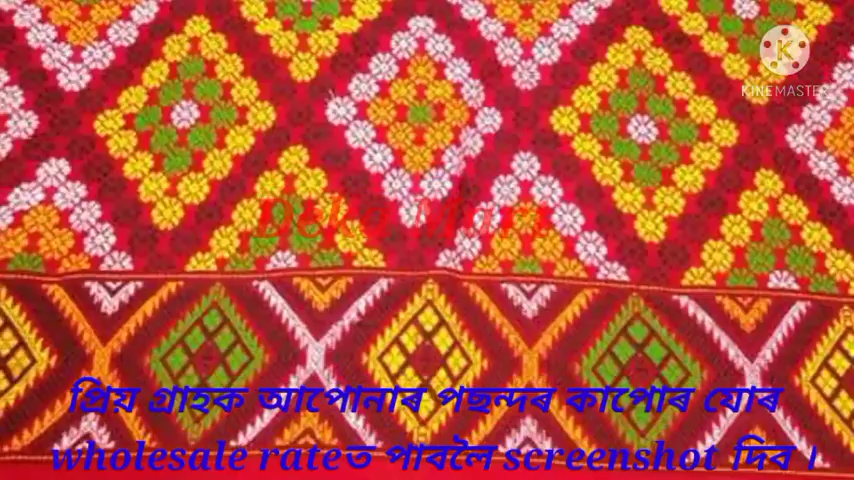 KINEMASTER
প্ৰিয় গ্ৰাহক আপোনাৰ পছন্দৰ কাপোৰ যোৰ
wholesale rateত পাবলৈ screenshot দিব ।